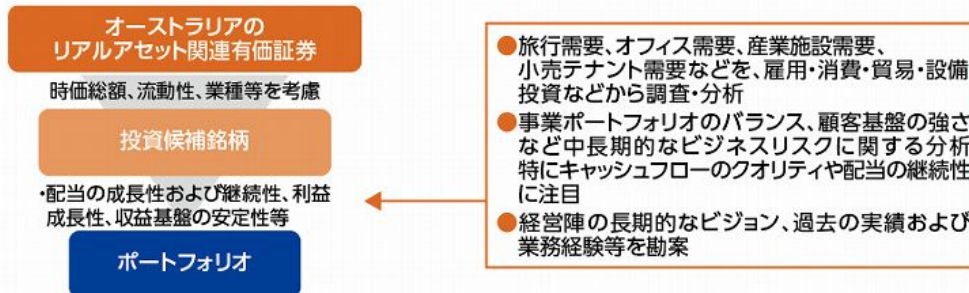 オーストラリアの
リアルアセット関連有価証券
時価総額、流動性、業種等を考慮
投資候補銘柄
・配当の成長性および継続性、利益
成長性、収益基盤の安定性等
ポートフォリオ
●旅行需要、オフィス需要、産業施設需要、
小売テナント需要などを、雇用・消費・貿易・設備
投資などから調査・分析
●事業ポートフォリオのバランス、顧客基盤の強さ
など中長期的なビジネスリスクに関する分析
特にキャッシュフローのクオリティや配当の継続性
に注目
●経営陣の長期的なビジョン、過去の実績および
業務経験等を勘案